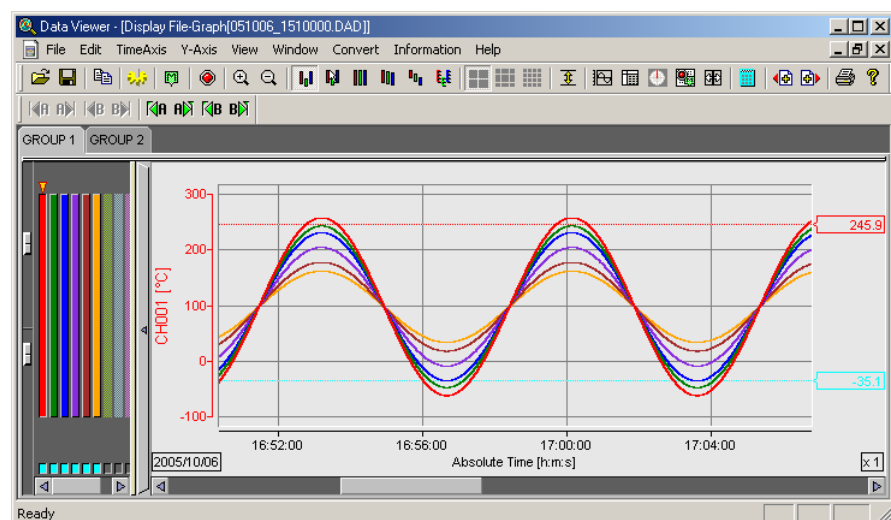 Data Viewer - [Display File-Graph[051006_1510000.DAD]]
File Edit TimeAxis Y-Axis View Window Convert Information Help
A A B B A A B B
GROUP 1 GROUP 2
300
245.9
200
CH001 [°C]
100
0
-35.1
-100
16:52:00 16:56:00 17:00:00 17:04:00
2005/10/06 Absolute Time [h:m:s] x 1
Ready